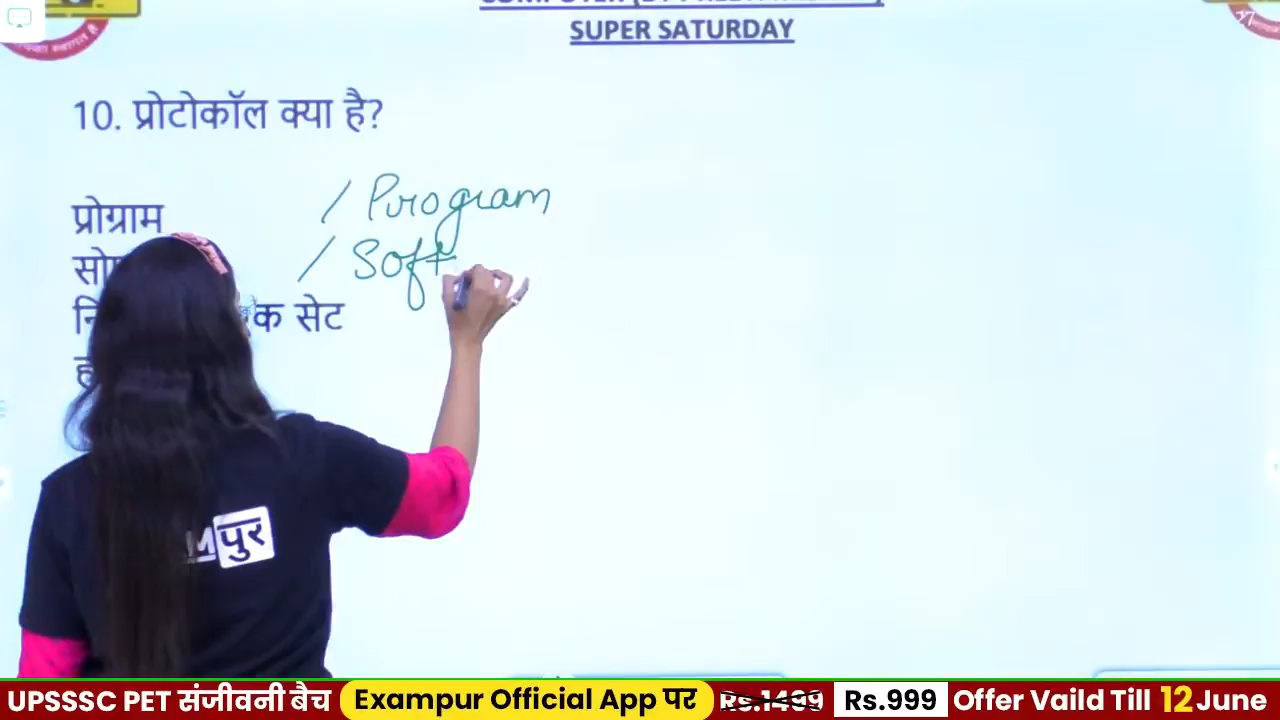 SUPER SATURDAY
10. प्रोटोकॉल क्या है?
प्रोग्राम / Program
/ Soft
सेट
पुर
UPSSSC PET संजीवनी बैच Exampur Official App पर Rs.1499 Rs.999 Offer Vaild Till 12 June